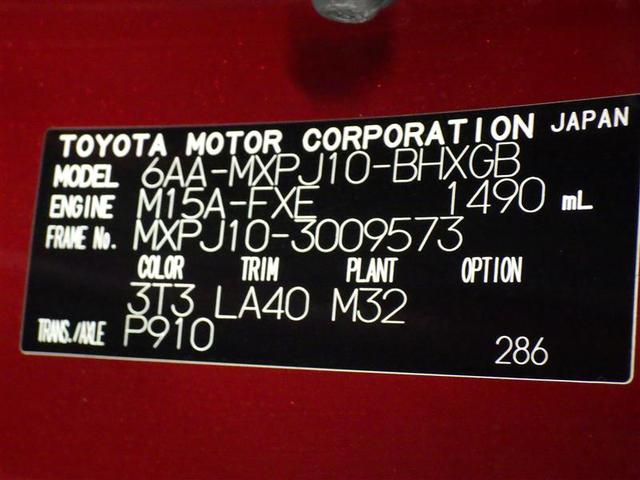 TOYOTA MOTOR CORPORATION JAPAN
MODEL 6AA-MXPJ10-BHXGB
ENGINE M15A-FXE 1490 mL
FRAME No. MXPJ10-3009573
COLOR TRIM PLANT OPTION
3T3 LA40 M32
TRANS./AXLE P910
286